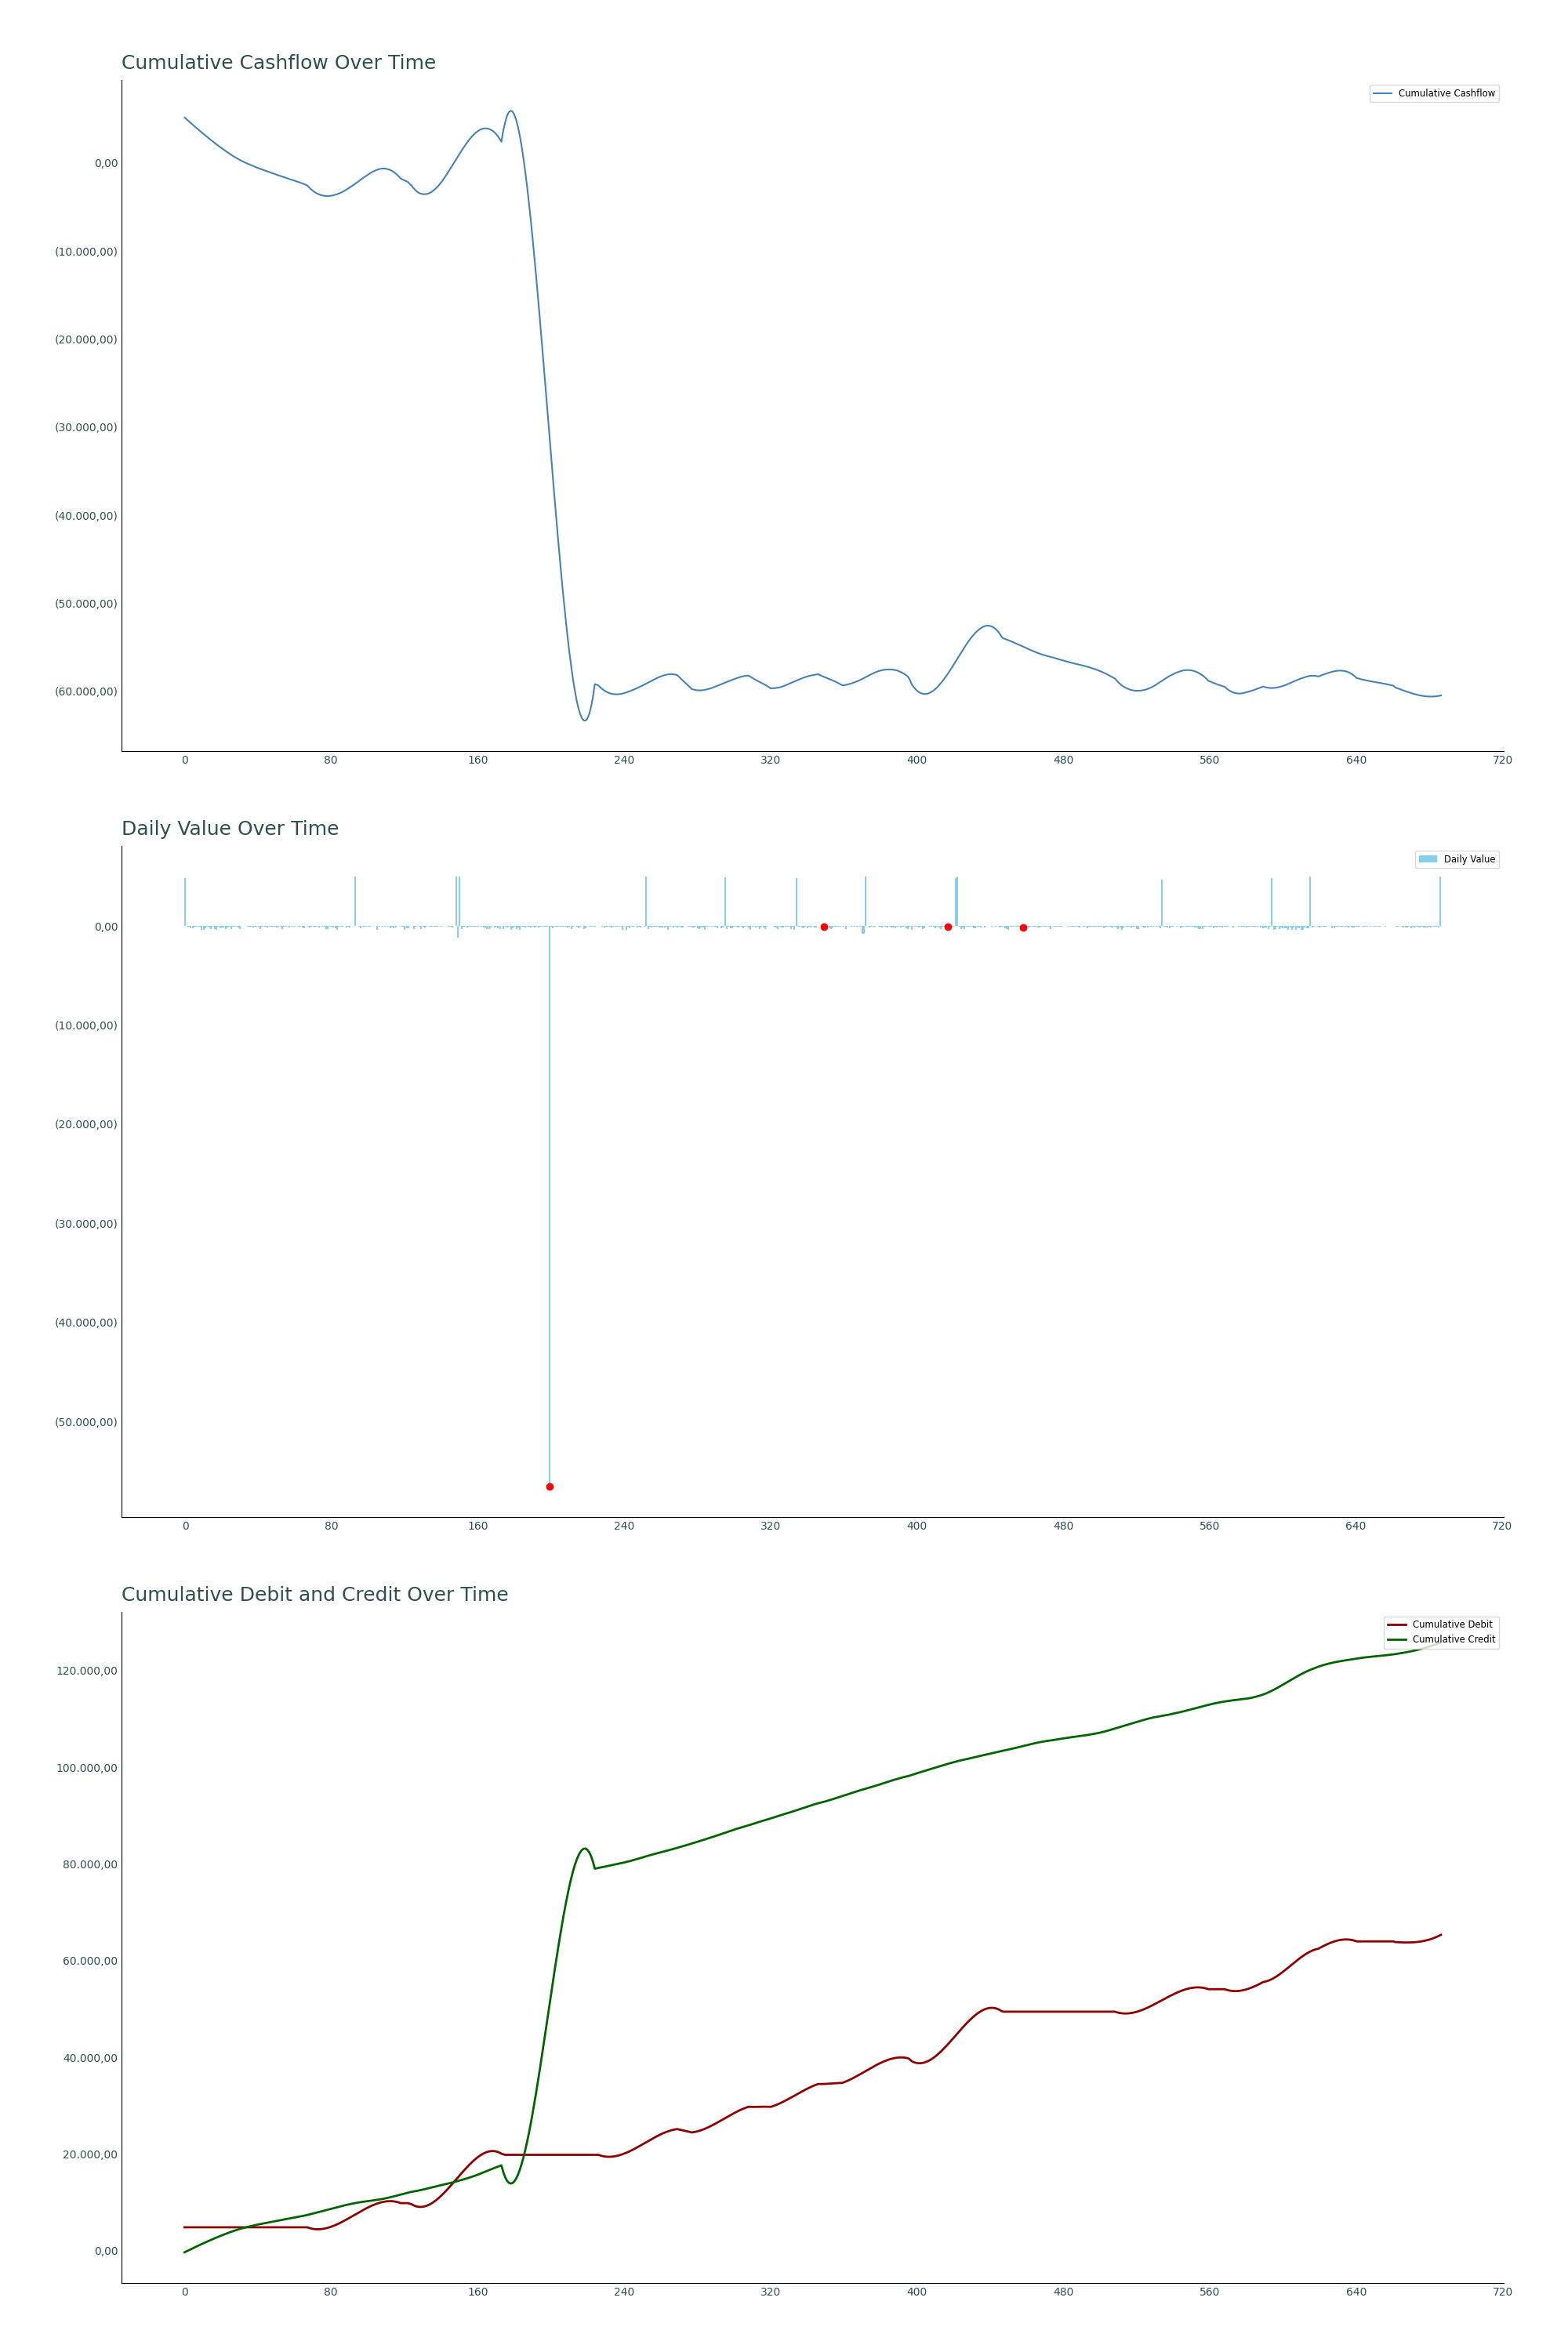 Cumulative Cashflow Over Time
Cumulative Cashflow
0,00
(10.000,00)
(20.000,00)
(30.000,00)
(40.000,00)
(50.000,00)
(60.000,00)
0 80 160 240 320 400 480 560 640 720
Daily Value Over Time
Daily Value
0,00
(10.000,00)
(20.000,00)
(30.000,00)
(40.000,00)
(50.000,00)
0 80 160 240 320 400 480 560 640 720
Cumulative Debit and Credit Over Time
Cumulative Debit
Cumulative Credit
120.000,00
100.000,00
80.000,00
60.000,00
40.000,00
20.000,00
0,00
0 80 160 240 320 400 480 560 640 720